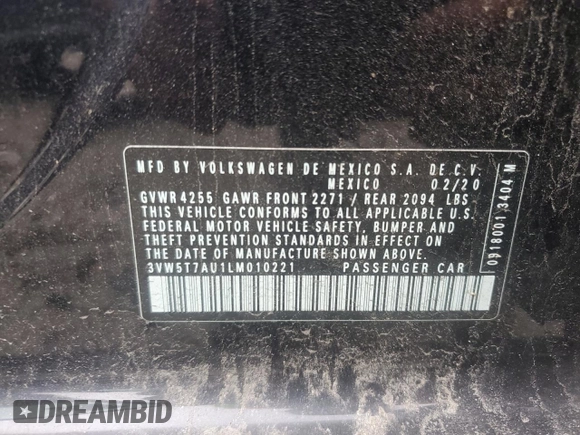 MFD BY VOLKSWAGEN DE MEXICO S.A. DE C.V.
MEXICO 02/20
GVWR 4255 GAWR FRONT 2271 / REAR 2094 LBS
THIS VEHICLE CONFORMS TO ALL APPLICABLE U.S.
FEDERAL MOTOR VEHICLE SAFETY, BUMPER AND
THEFT PREVENTION STANDARDS IN EFFECT ON THE
DATE OF MANUFACTURE SHOWN ABOVE.
3VW5T7AU1LM010221 PASSENGER CAR
0918001 3404 M
DREAMBID